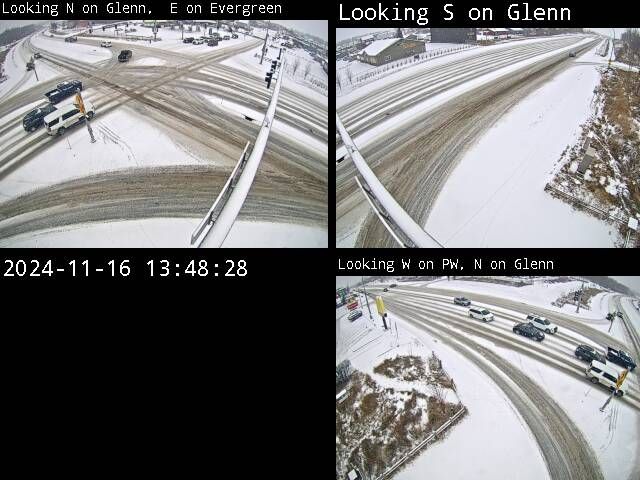 Looking N on Glenn,  E on Evergreen
Looking S on Glenn
2024-11-16 13:48:28
Looking W on PW, N on Glenn